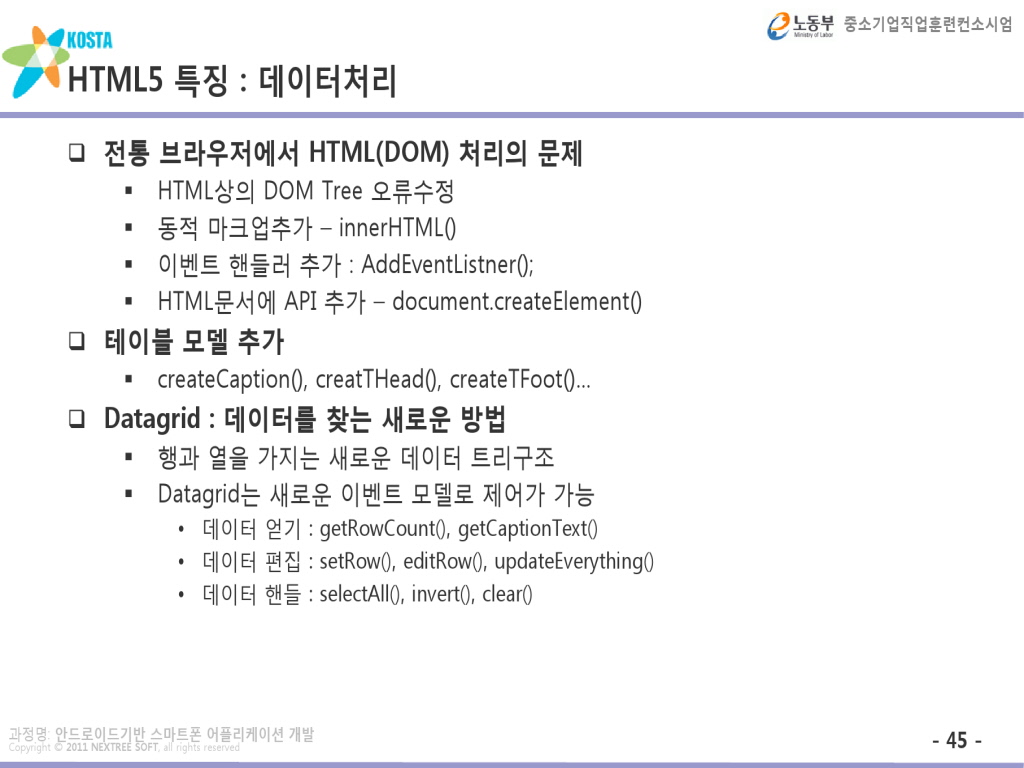 노동부 중소기업직업훈련컨소시엄
Ministry of Labor
KOSTA
HTML5 특징 : 데이터처리
전통 브라우저에서 HTML(DOM) 처리의 문제
HTML상의 DOM Tree 오류수정
동적 마크업추가 – innerHTML()
이벤트 핸들러 추가 : AddEventListner();
HTML문서에 API 추가 – document.createElement()
테이블 모델 추가
createCaption(), creatTHead(), createTFoot()...
Datagrid : 데이터를 찾는 새로운 방법
행과 열을 가지는 새로운 데이터 트리구조
Datagrid는 새로운 이벤트 모델로 제어가 가능
데이터 얻기 : getRowCount(), getCaptionText()
데이터 편집 : setRow(), editRow(), updateEverything()
데이터 핸들 : selectAll(), invert(), clear()
과정명: 안드로이드기반 스마트폰 어플리케이션 개발
Copyright © 2011 NEXTREE SOFT, all rights reserved
- 45 -